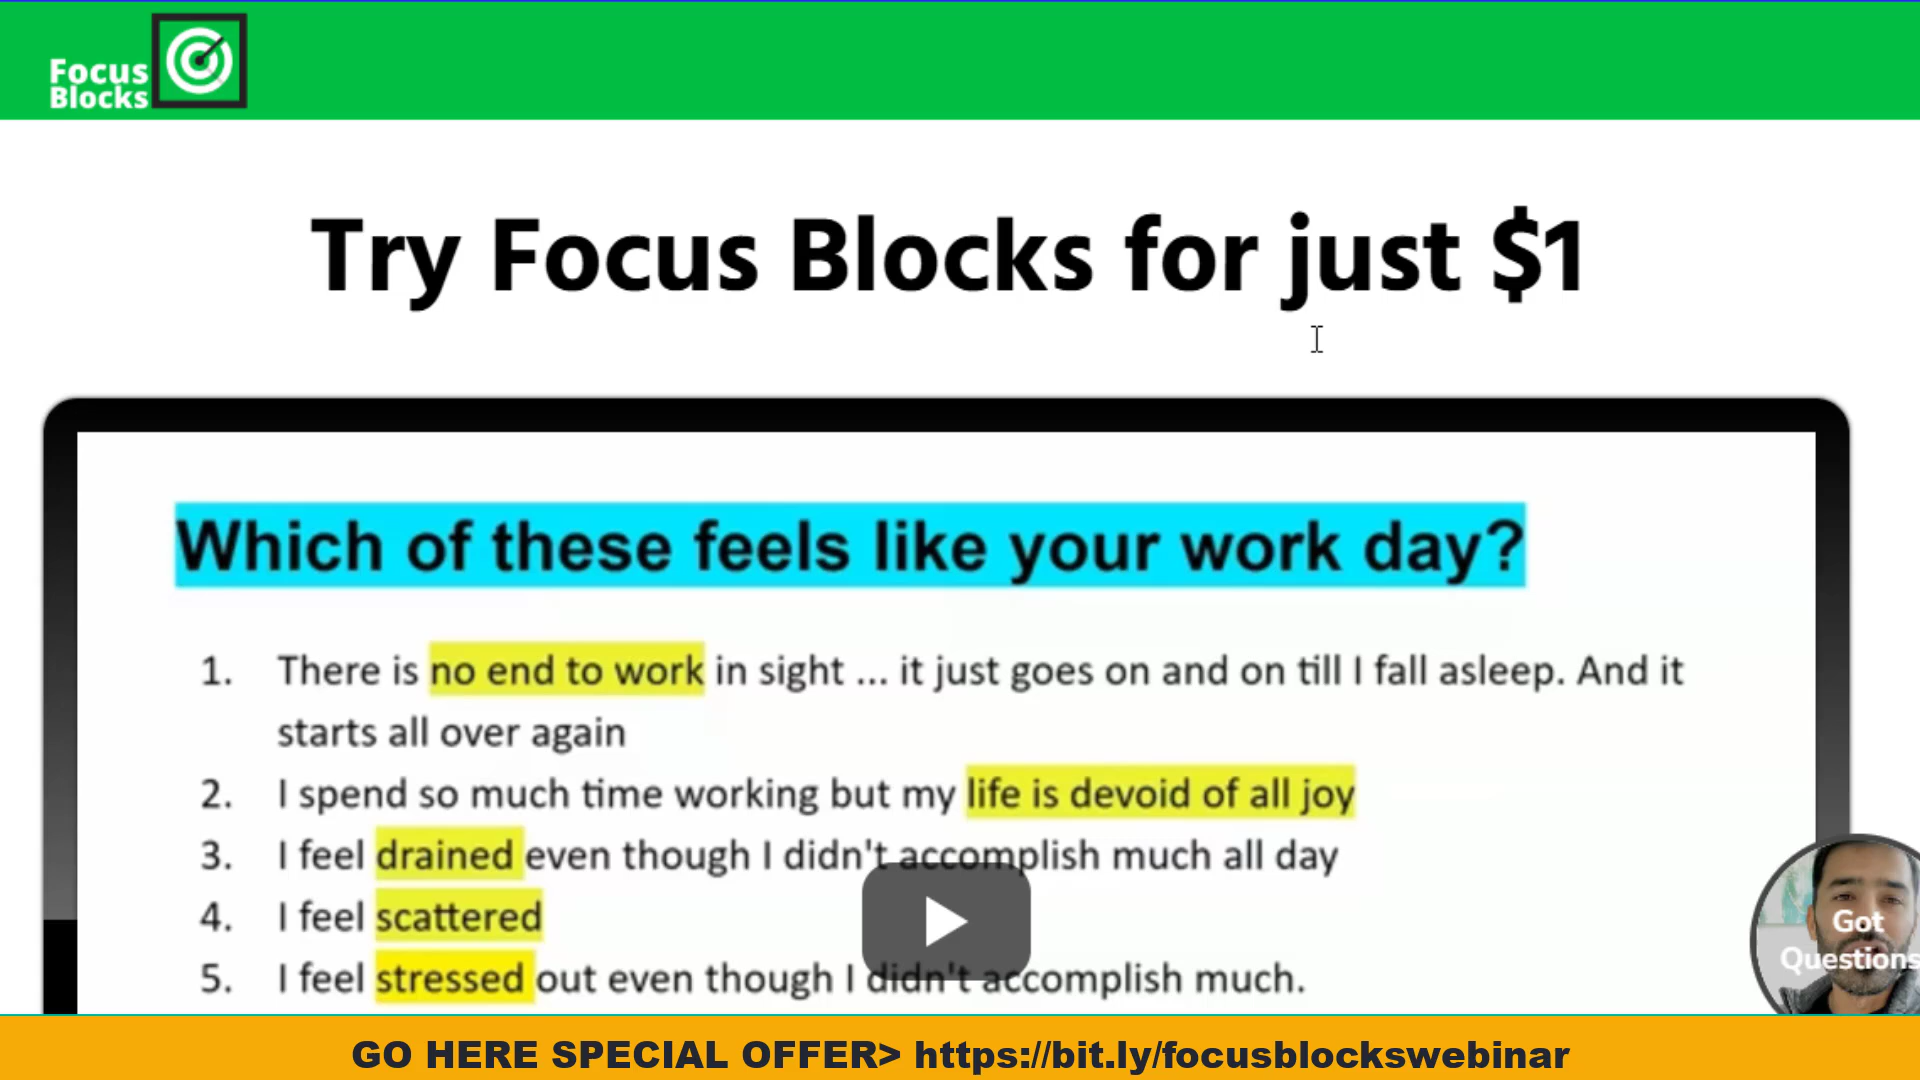 Focus
Blocks
Try Focus Blocks for just $1
Which of these feels like your work day?
1. There is no end to work in sight ... it just goes on and on till I fall asleep. And it
starts all over again
2. I spend so much time working but my life is devoid of all joy
3. I feel drained even though I didn't accomplish much all day
4. I feel scattered
5. I feel stressed out even though I didn't accomplish much.
Got
Questions
GO HERE SPECIAL OFFER> https://bit.ly/focusblockswebinar